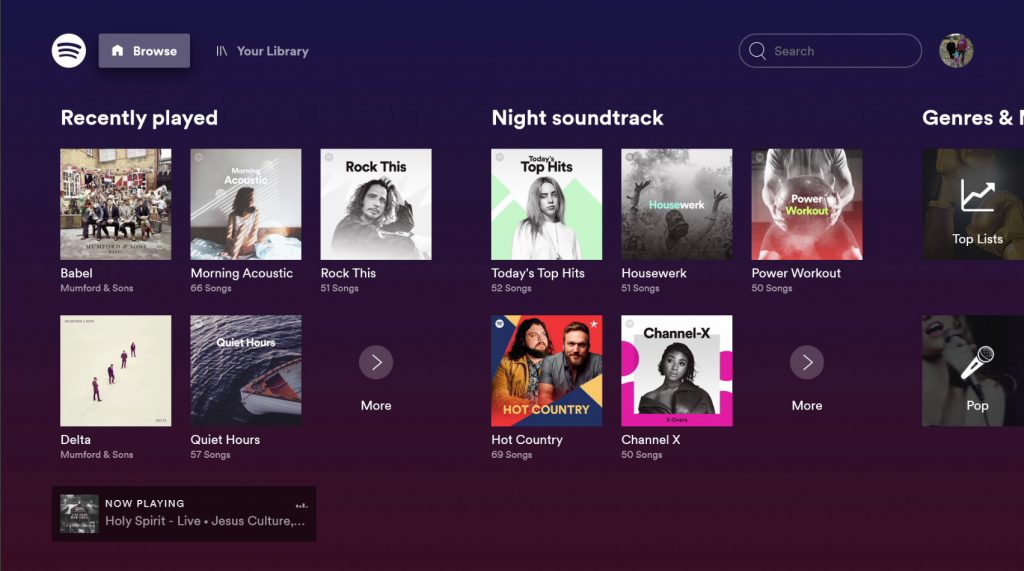 Browse
Your Library
Search
Recently played
Night soundtrack
Genres & M
MUMFORD & SONS
BABEL
Morning
Acoustic
Rock This
Today's
Top Hits
Housewerk
Power
Workout
Top Lists
Babel
Mumford & Sons
Morning Acoustic
66 Songs
Rock This
51 Songs
Today's Top Hits
52 Songs
Housewerk
51 Songs
Power Workout
50 Songs
MUMFORD & SONS
DELTA
Quiet Hours
More
HOT COUNTRY
Channel-X
X-Overs
More
Pop
Delta
Mumford & Sons
Quiet Hours
57 Songs
Hot Country
69 Songs
Channel X
50 Songs
NOW PLAYING
Holy Spirit - Live • Jesus Culture,...